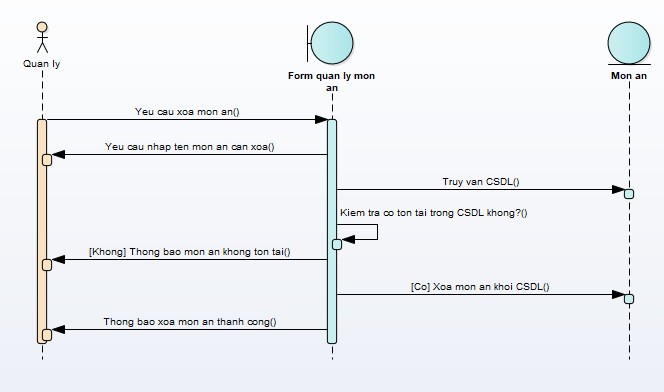 Quan ly
Form quan ly mon
an
Mon an
Yeu cau xoa mon an()
Yeu cau nhap ten mon an can xoa()
Truy van CSDL()
Kiem tra co ton tai trong CSDL khong?()
[Khong] Thong bao mon an khong ton tai()
[Co] Xoa mon an khoi CSDL()
Thong bao xoa mon an thanh cong()